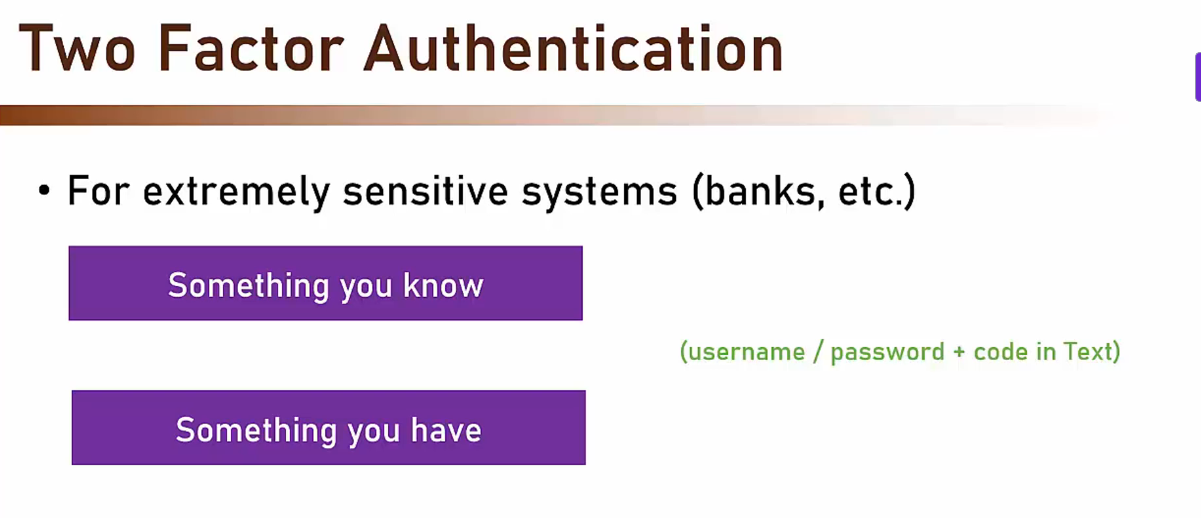 Two Factor Authentication
• For extremely sensitive systems (banks, etc.)
Something you know
(username / password + code in Text)
Something you have